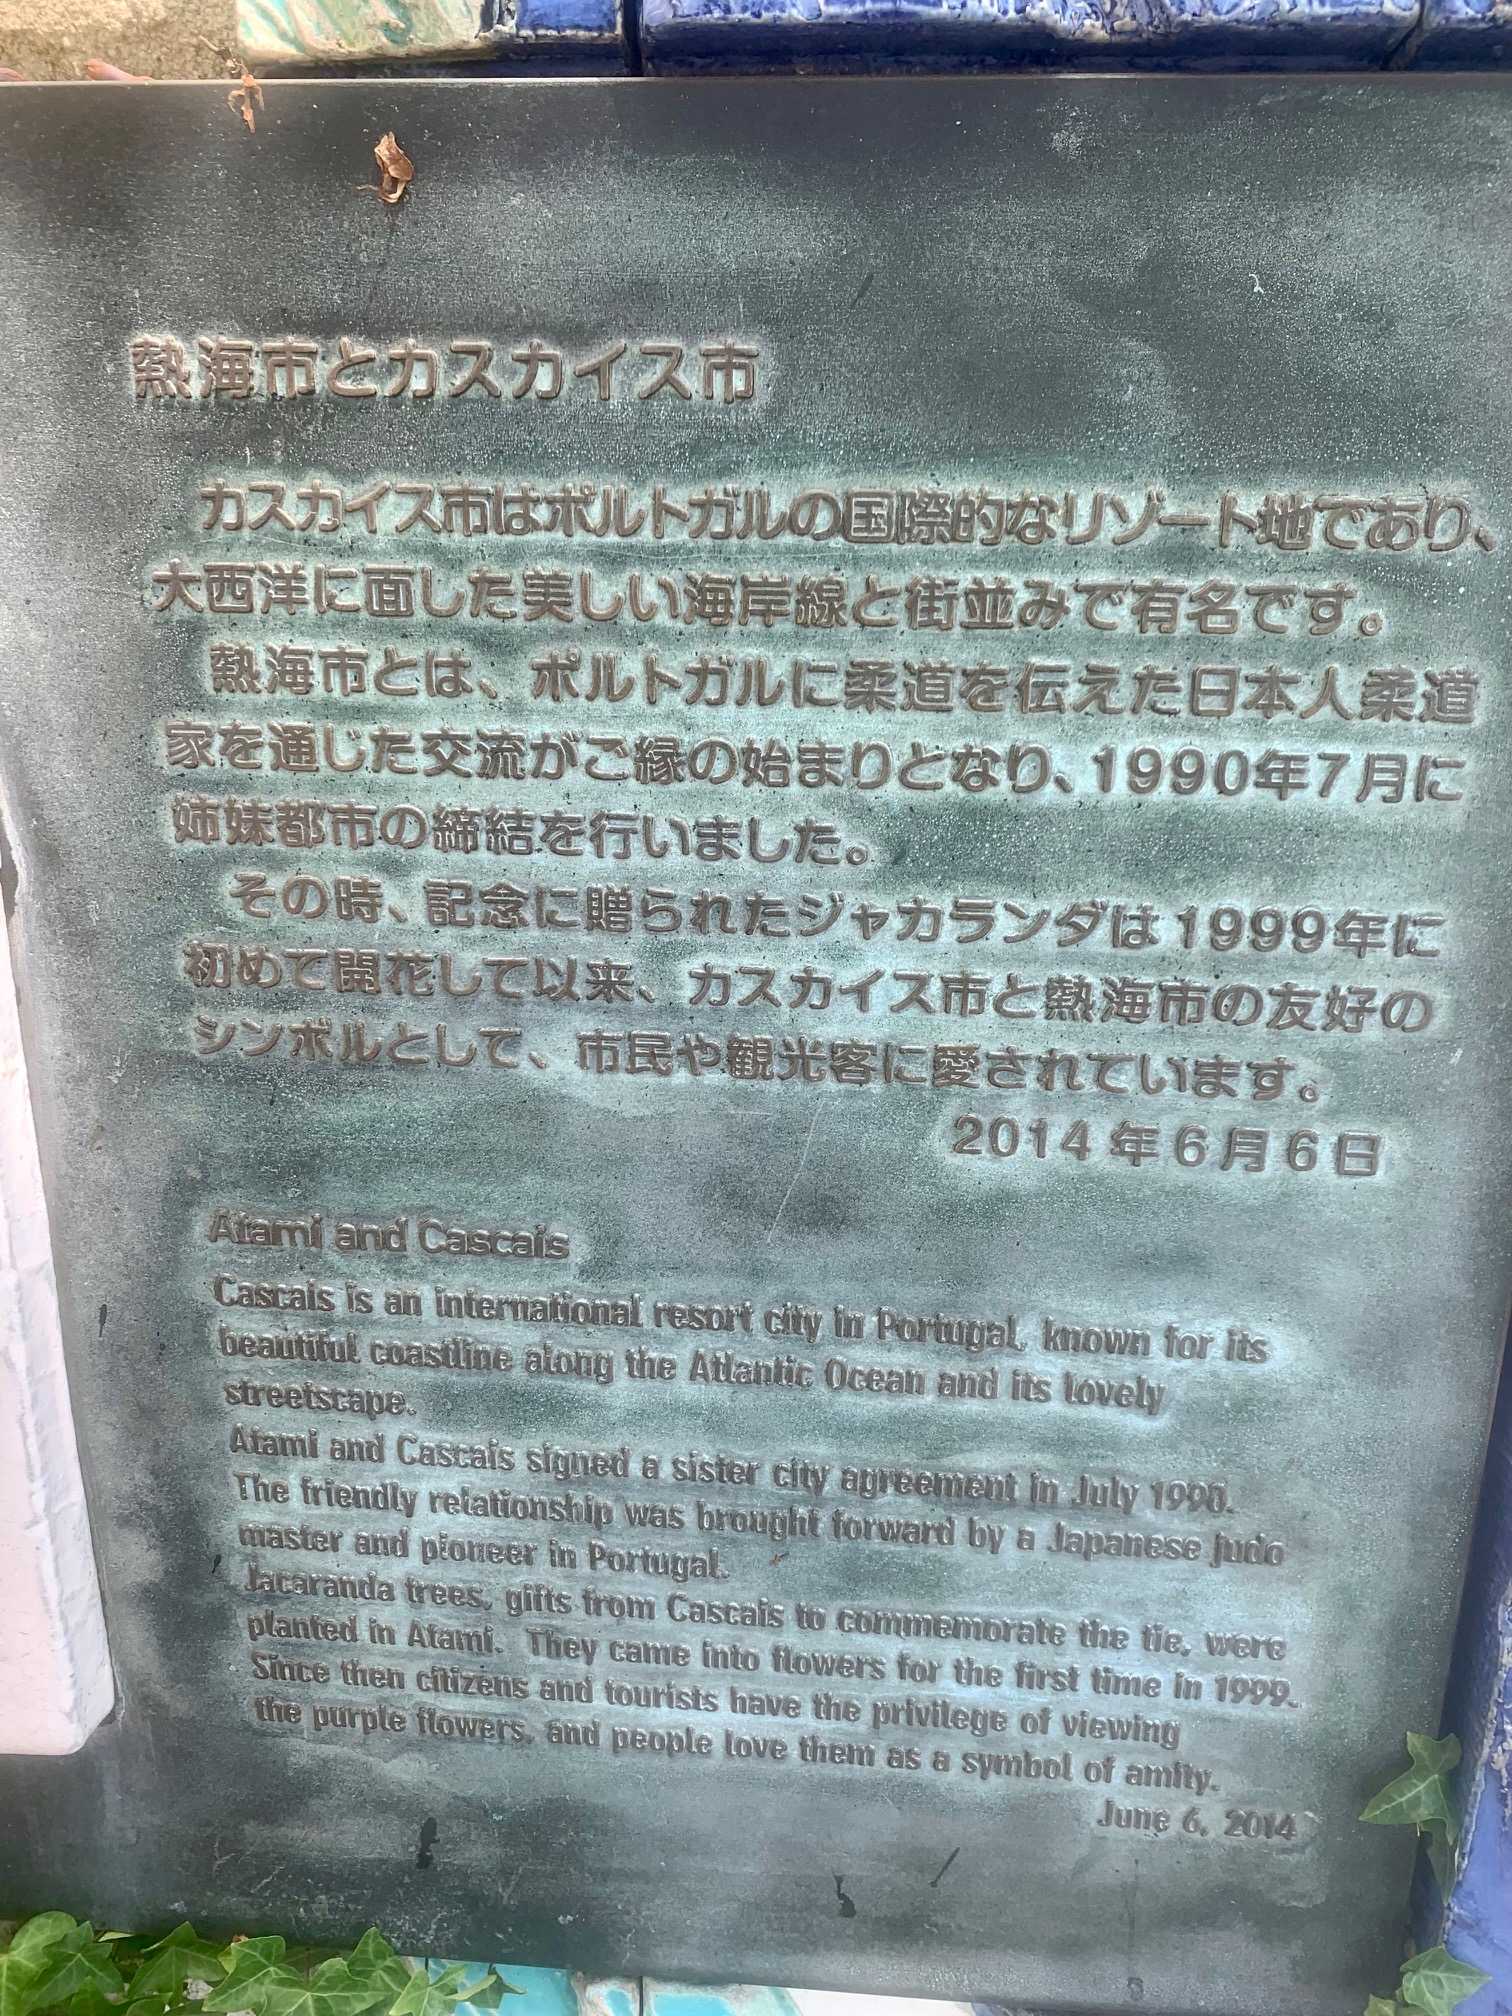 熱海市とカスカイス市
カスカイス市はポルトガルの国際的なリゾート地であり、
大西洋に面した美しい海岸線と街並みで有名です。
熱海市とは、ポルトガルに柔道を伝えた日本人柔道
家を通じた交流がご縁の始まりとなり、1990年7月に
姉妹都市の締結を行いました。
その時、記念に贈られたジャカランダは1999年に
初めて開花して以来、カスカイス市と熱海市の友好の
シンボルとして、市民や観光客に愛されています。
2014年6月6日
Atami and Cascais
Cascais is an international resort city in Portugal, known for its
beautiful coastline along the Atlantic Ocean and its lovely
streetscape.
Atami and Cascais signed a sister city agreement in July 1990.
The friendly relationship was brought forward by a Japanese judo
master and pioneer in Portugal.
Jacaranda trees, gifts from Cascais to commemorate the tie, were
planted in Atami. They came into flowers for the first time in 1999.
Since then citizens and tourists have the privilege of viewing
the purple flowers, and people love them as a symbol of amity.
June 6, 2014